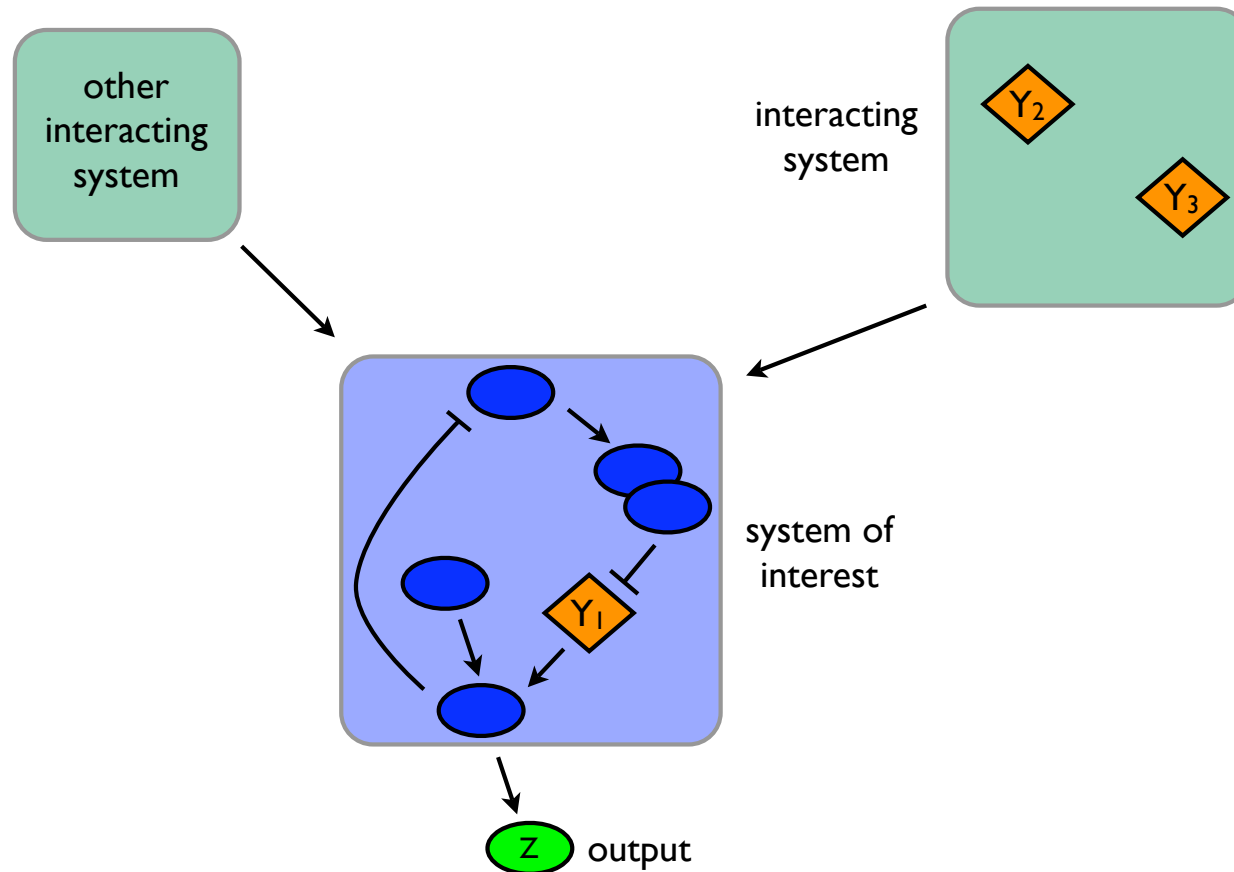 other
interacting
system
interacting
system
Y₂
Y₃
system of
interest
Y₁
Z
output